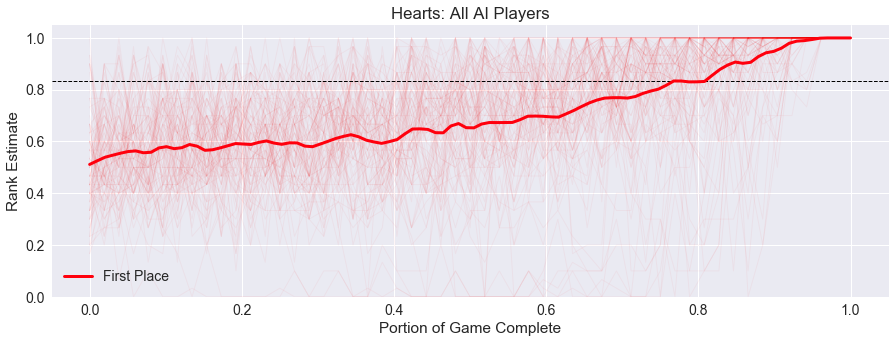 Hearts: All AI Players
Rank Estimate
1.0
0.8
0.6
0.4
0.2
0.0
First Place
0.0 0.2 0.4 0.6 0.8 1.0
Portion of Game Complete